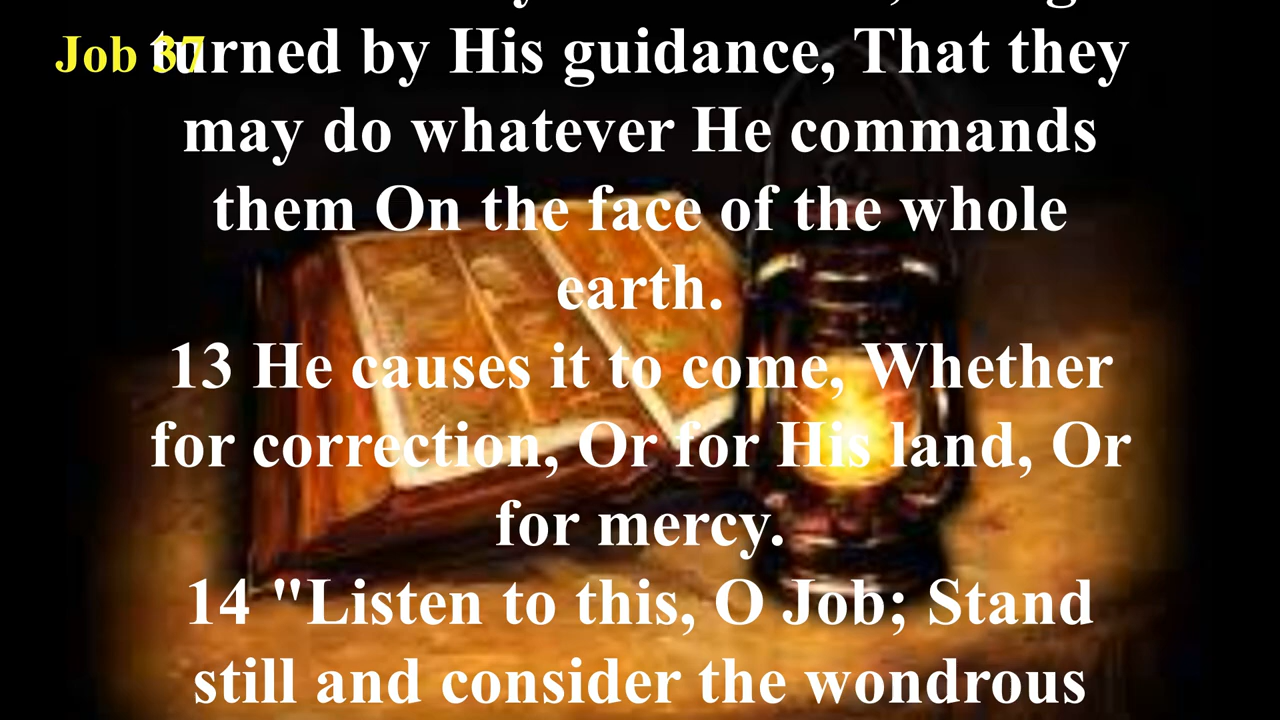 Job 37
turned by His guidance, That they
may do whatever He commands
them On the face of the whole
earth.
13 He causes it to come, Whether
for correction, Or for His land, Or
for mercy.
14 "Listen to this, O Job; Stand
still and consider the wondrous